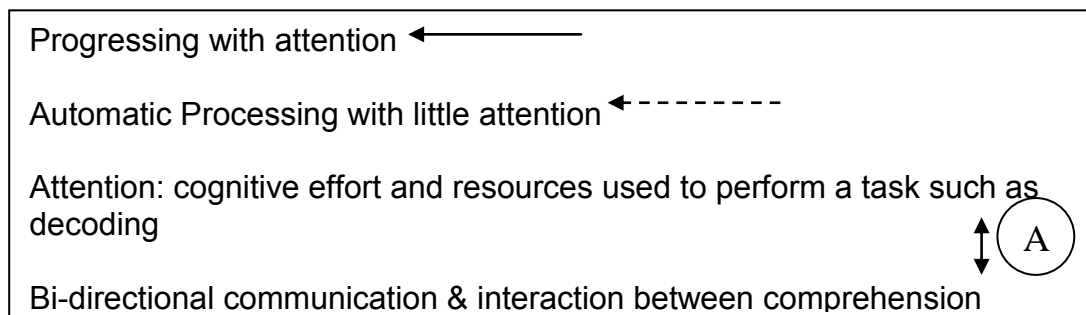 Progressing with attention
Automatic Processing with little attention
Attention: cognitive effort and resources used to perform a task such as
decoding
A
Bi-directional communication & interaction between comprehension